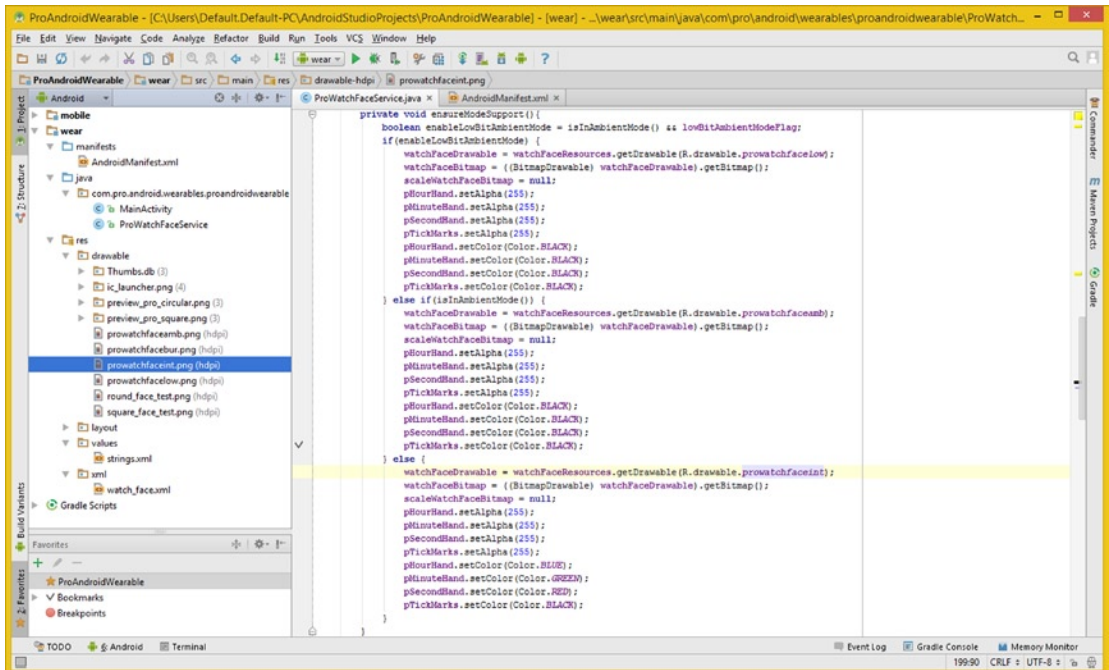 ProAndroidWearable - [C:\Users\Default.Default-PC\AndroidStudioProjects\ProAndroidWearable] - [wear] - ...\wear\src\main\java\com\pro\android\wearables\proandroidwearable\ProWatch...
File Edit View Navigate Code Analyze Refactor Build Run Tools VCS Window Help
wear
ProAndroidWearable wear src main res drawable-hdpi prowatchfaceint.png
Android
ProWatchFaceService.java × AndroidManifest.xml ×
1: Project
2: Structure
Build Variants
2: Favorites
mobile
wear
manifests
AndroidManifest.xml
java
com.pro.android.wearables.proandroidwearable
MainActivity
ProWatchFaceService
res
drawable
Thumbs.db (3)
ic_launcher.png (4)
preview_pro_circular.png (3)
preview_pro_square.png (3)
prowatchfaceamb.png (hdpi)
prowatchfacebur.png (hdpi)
prowatchfaceint.png (hdpi)
prowatchfacelow.png (hdpi)
round_face_test.png (hdpi)
square_face_test.png (hdpi)
layout
values
strings.xml
xml
watch_face.xml
Gradle Scripts
Favorites
ProAndroidWearable
Bookmarks
Breakpoints
private void ensureModeSupport(){
boolean enableLowBitAmbientMode = isInAmbientMode() && lowBitAmbientModeFlag;
if(enableLowBitAmbientMode) {
watchFaceDrawable = watchFaceResources.getDrawable(R.drawable.prowatchfacelow);
watchFaceBitmap = ((BitmapDrawable) watchFaceDrawable).getBitmap();
scaleWatchFaceBitmap = null;
pHourHand.setAlpha(255);
pMinuteHand.setAlpha(255);
pSecondHand.setAlpha(255);
pTickMarks.setAlpha(255);
pHourHand.setColor(Color.BLACK);
pMinuteHand.setColor(Color.BLACK);
pSecondHand.setColor(Color.BLACK);
pTickMarks.setColor(Color.BLACK);
} else if(isInAmbientMode()) {
watchFaceDrawable = watchFaceResources.getDrawable(R.drawable.prowatchfaceamb);
watchFaceBitmap = ((BitmapDrawable) watchFaceDrawable).getBitmap();
scaleWatchFaceBitmap = null;
pHourHand.setAlpha(255);
pMinuteHand.setAlpha(255);
pSecondHand.setAlpha(255);
pTickMarks.setAlpha(255);
pHourHand.setColor(Color.BLACK);
pMinuteHand.setColor(Color.BLACK);
pSecondHand.setColor(Color.BLACK);
pTickMarks.setColor(Color.BLACK);
} else {
watchFaceDrawable = watchFaceResources.getDrawable(R.drawable.prowatchfaceint);
watchFaceBitmap = ((BitmapDrawable) watchFaceDrawable).getBitmap();
scaleWatchFaceBitmap = null;
pHourHand.setAlpha(255);
pMinuteHand.setAlpha(255);
pSecondHand.setAlpha(255);
pTickMarks.setAlpha(255);
pHourHand.setColor(Color.BLUE);
pMinuteHand.setColor(Color.GREEN);
pSecondHand.setColor(Color.RED);
pTickMarks.setColor(Color.BLACK);
}
}
Commander
Maven Projects
Gradle
TODO 6: Android Terminal
Event Log Gradle Console Memory Monitor
199:90 CRLF UTF-8